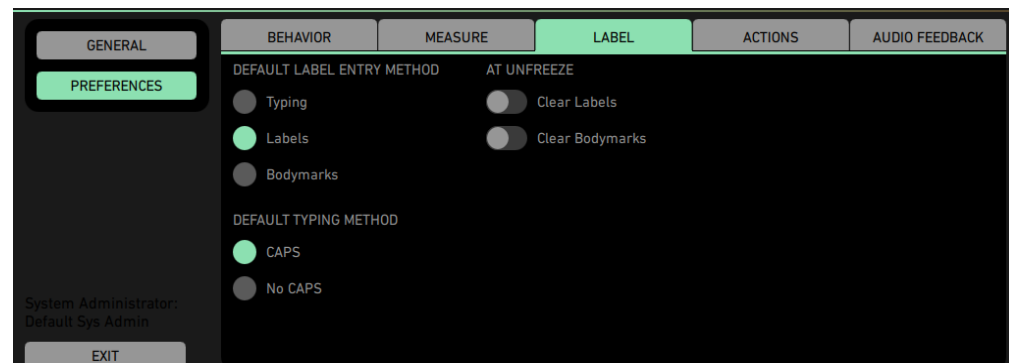 GENERAL
PREFERENCES
System Administrator:
Default Sys Admin
EXIT
BEHAVIOR MEASURE LABEL ACTIONS AUDIO FEEDBACK
DEFAULT LABEL ENTRY METHOD
Typing
Labels
Bodymarks
DEFAULT TYPING METHOD
CAPS
No CAPS
AT UNFREEZE
Clear Labels
Clear Bodymarks